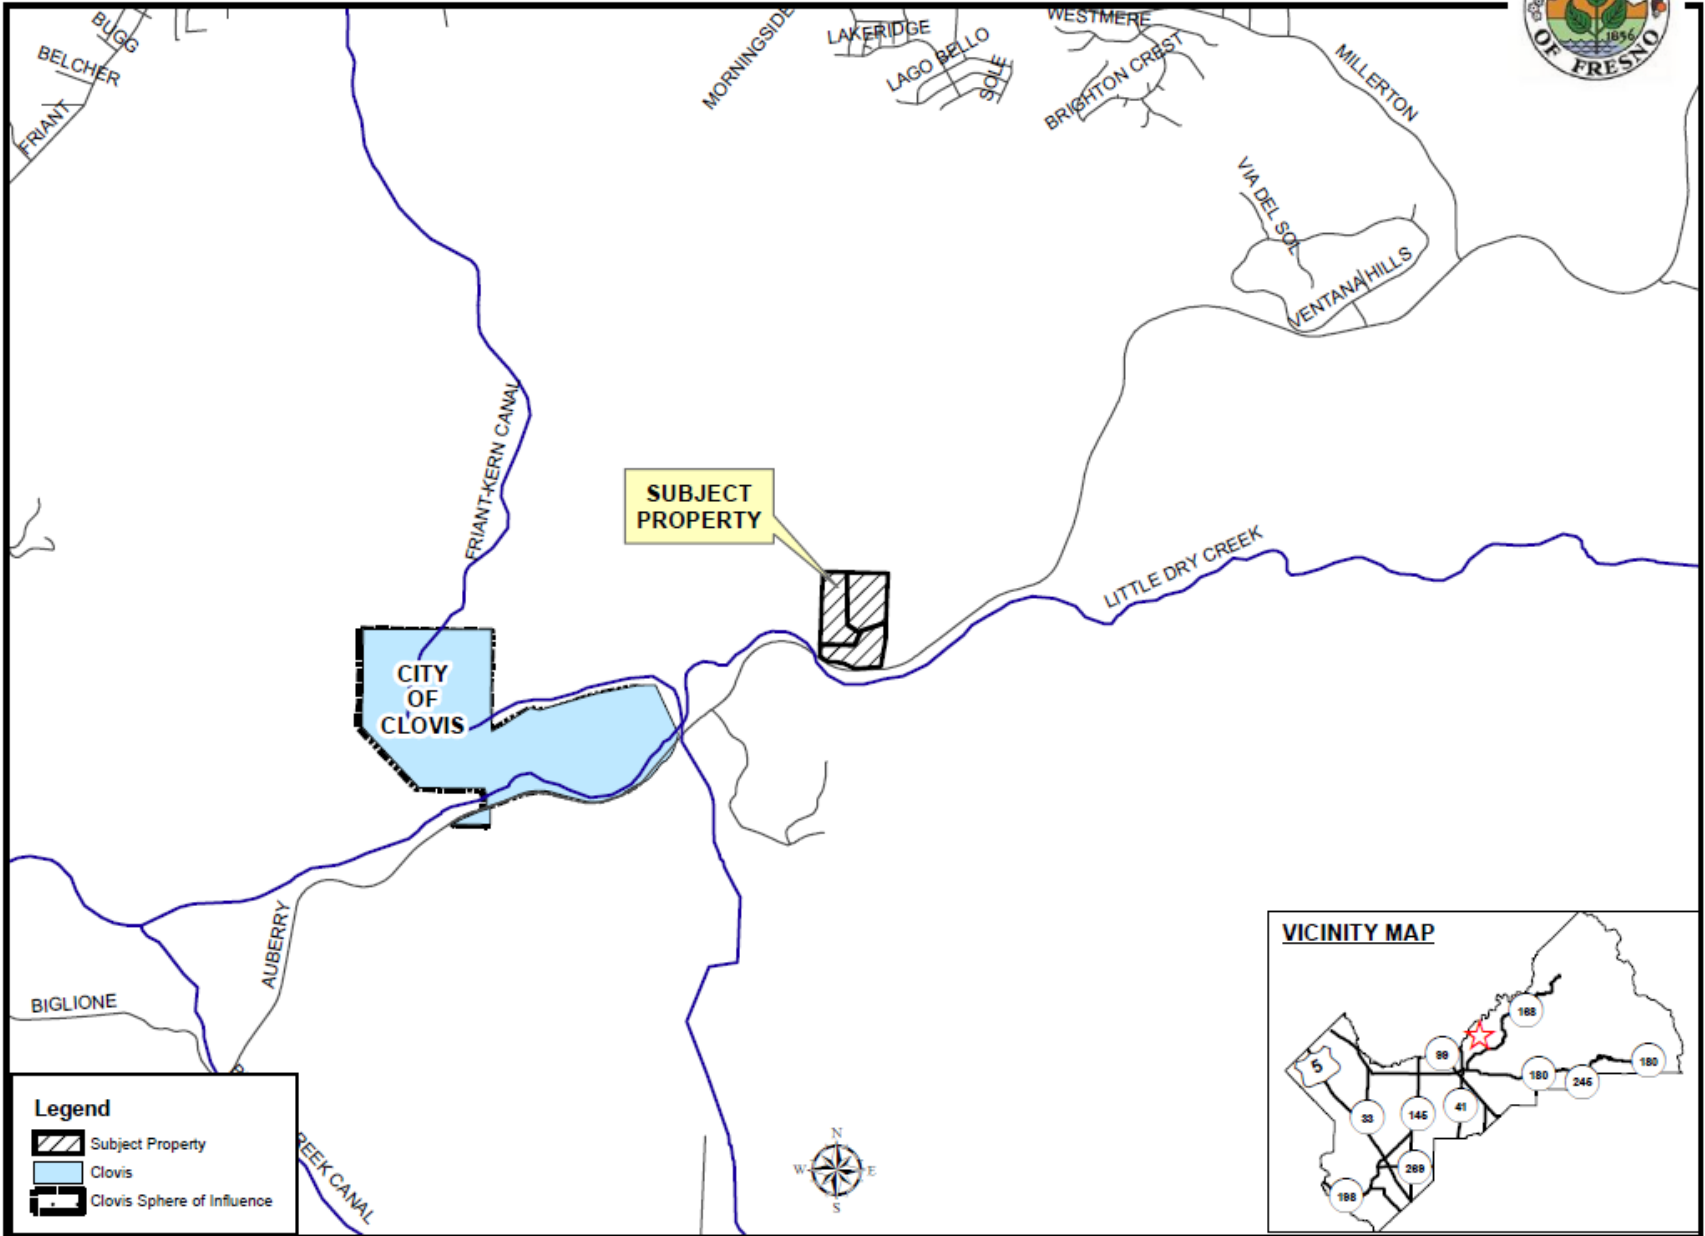 BUGG
BELCHER
FRIANT
MORNINGSIDE
LAKERIDGE
LAGO BELLO
SOLE
WESTMERE
BRIGHTON CREST
MILLERTON
1856
OF FRESNO
VIA DEL SOL
VENTANA HILLS
FRIANT-KERN CANAL
SUBJECT
PROPERTY
LITTLE DRY CREEK
CITY
OF
CLOVIS
AUBERRY
BIGLIONE
REEK CANAL
N
W
E
S
Legend
Subject Property
Clovis
Clovis Sphere of Influence
VICINITY MAP
168
99
5
180
180
245
33
145
41
269
198